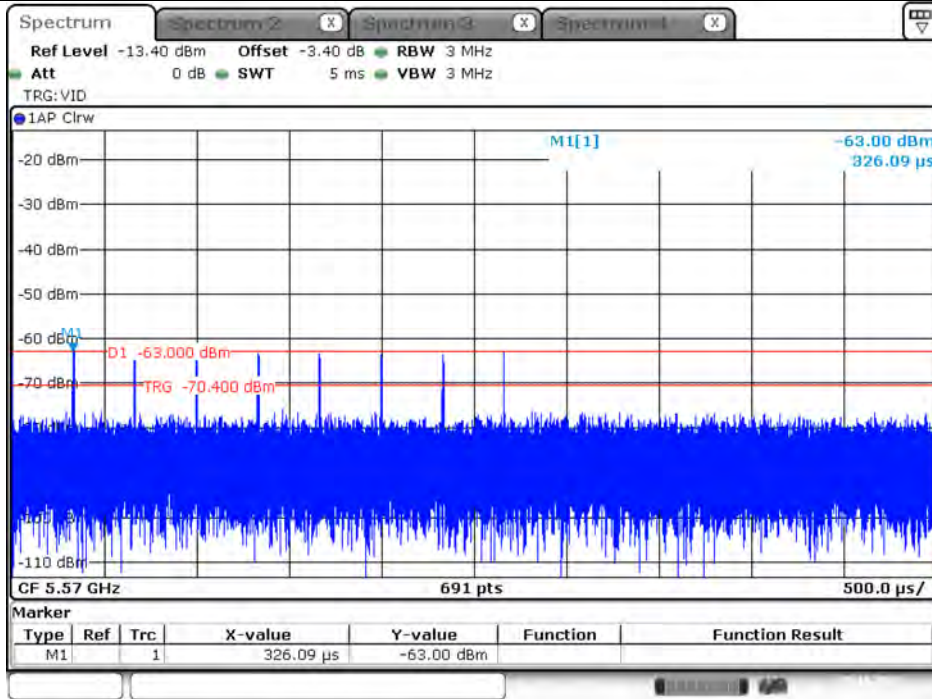 Spectrum
Spectrum 2 X
Spectrum 3 X
Spectrum 4 X
Ref Level -13.40 dBm Offset -3.40 dB RBW 3 MHz
Att 0 dB SWT 5 ms VBW 3 MHz
TRG:VID
1AP Clrw
M1[1] -63.00 dBm
326.09 µs
-20 dBm
-30 dBm
-40 dBm
-50 dBm
-60 dBm
M1
D1 -63.000 dBm
-70 dBm
TRG -70.400 dBm
-110 dBm
CF 5.57 GHz 691 pts 500.0 µs/
Marker
Type Ref Trc X-value Y-value Function Function Result
M1 1 326.09 µs -63.00 dBm